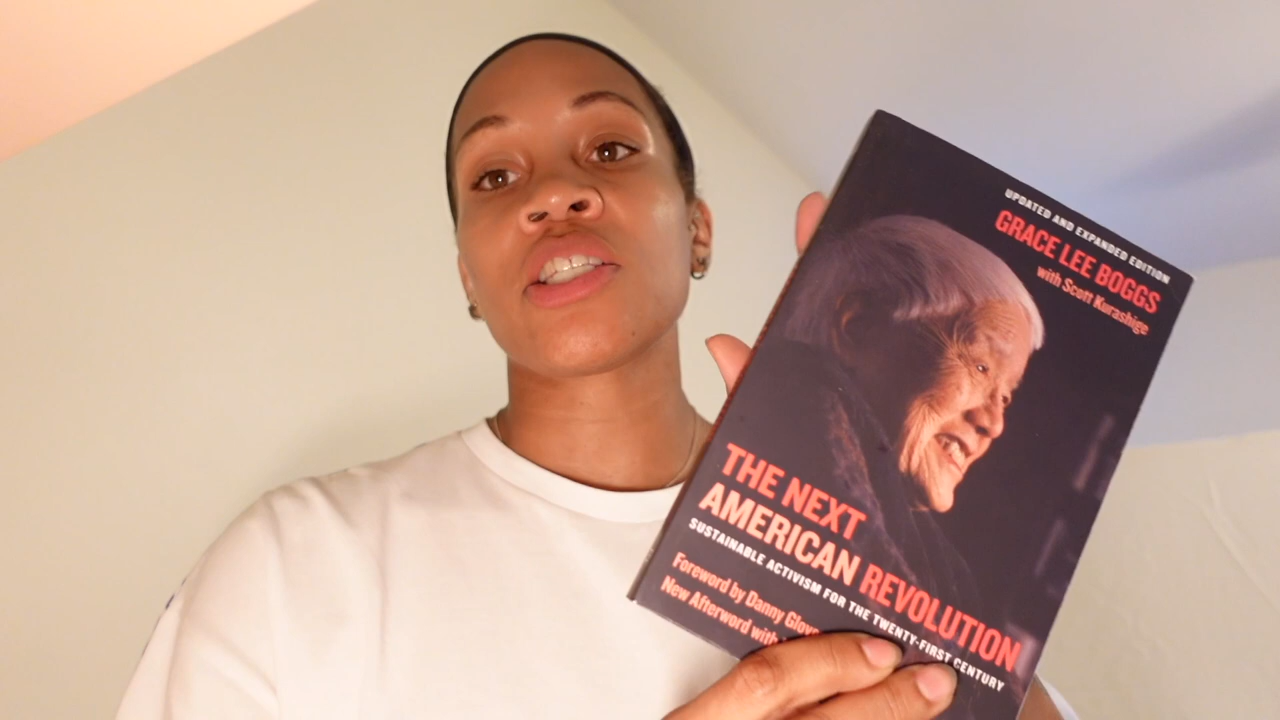 UPDATED AND EXPANDED EDITION
GRACE LEE BOGGS
with Scott Kurashige
THE NEXT
AMERICAN REVOLUTION
SUSTAINABLE ACTIVISM FOR THE TWENTY-FIRST CENTURY
Foreword by Danny
New Afterword with